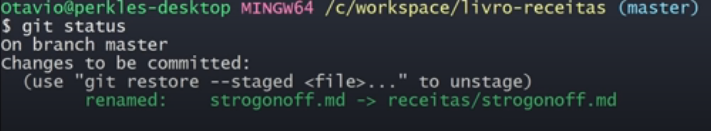 Otavio@perkles-desktop MINGW64 /c/workspace/livro-receitas (master)
$ git status
On branch master
Changes to be committed:
  (use "git restore --staged <file>..." to unstage)
        renamed:    strogonoff.md -> receitas/strogonoff.md